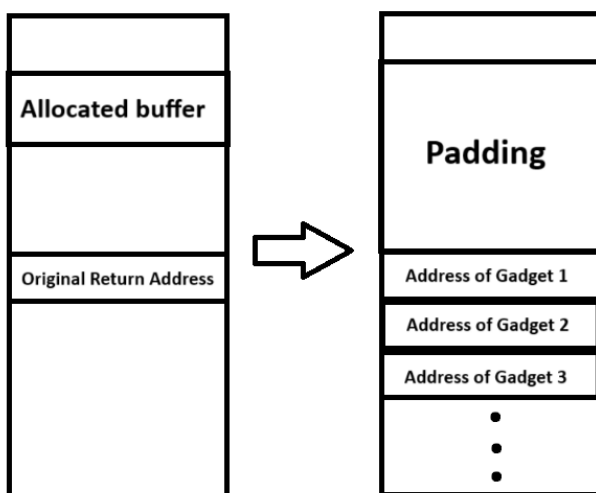 Allocated buffer
Original Return Address
Padding
Address of Gadget 1
Address of Gadget 2
Address of Gadget 3